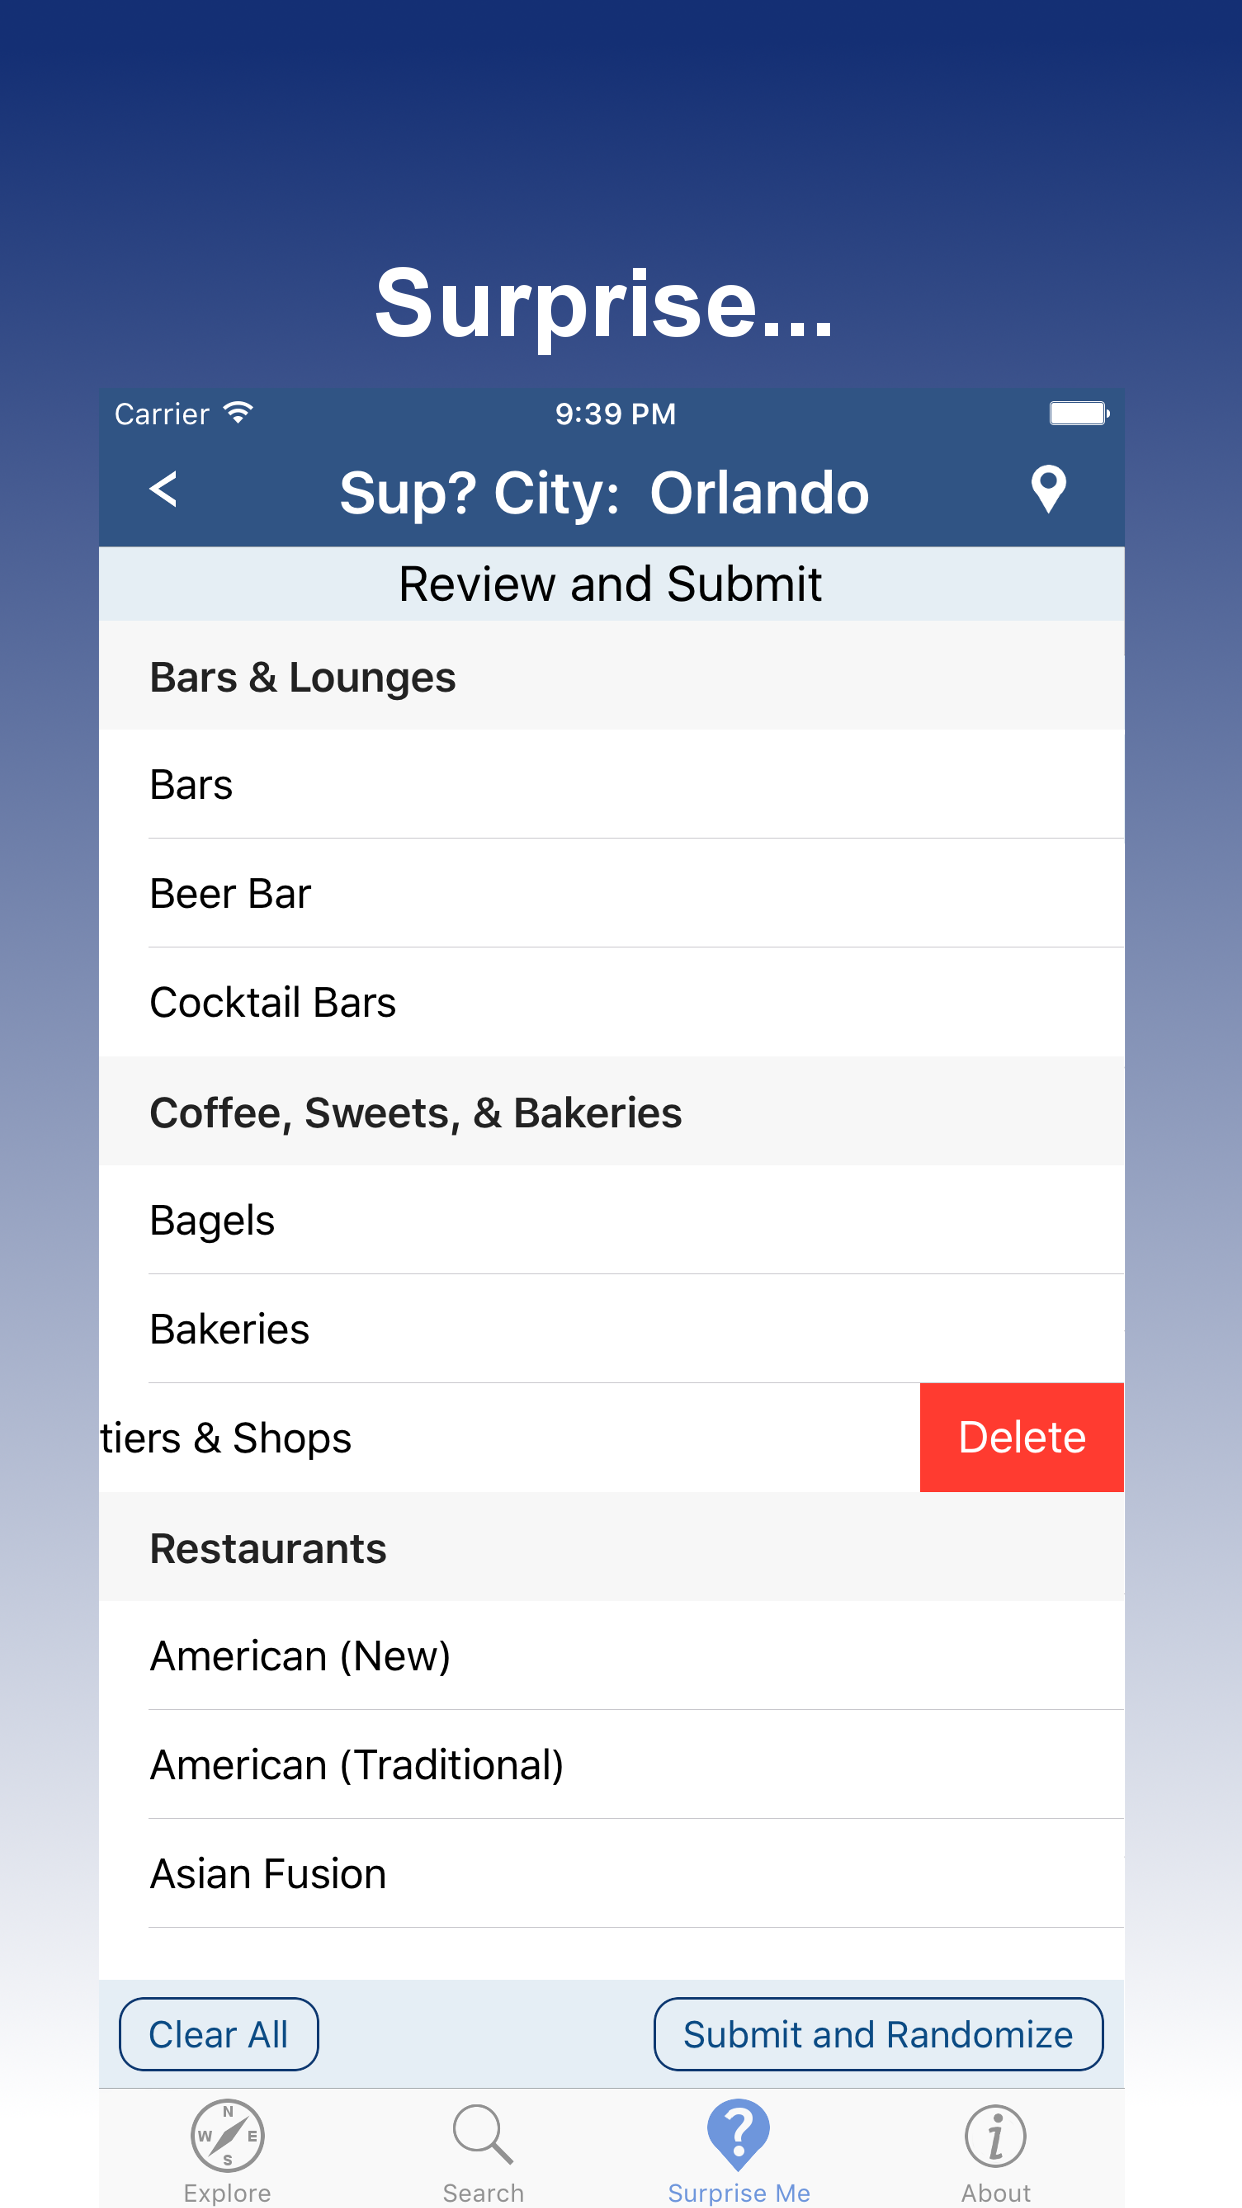 Surprise...
Carrier 9:39 PM
< Sup? City: Orlando
Review and Submit
Bars & Lounges
Bars
Beer Bar
Cocktail Bars
Coffee, Sweets, & Bakeries
Bagels
Bakeries
tiers & Shops Delete
Restaurants
American (New)
American (Traditional)
Asian Fusion
Clear All Submit and Randomize
N
W E
S
? i
Explore Search Surprise Me About